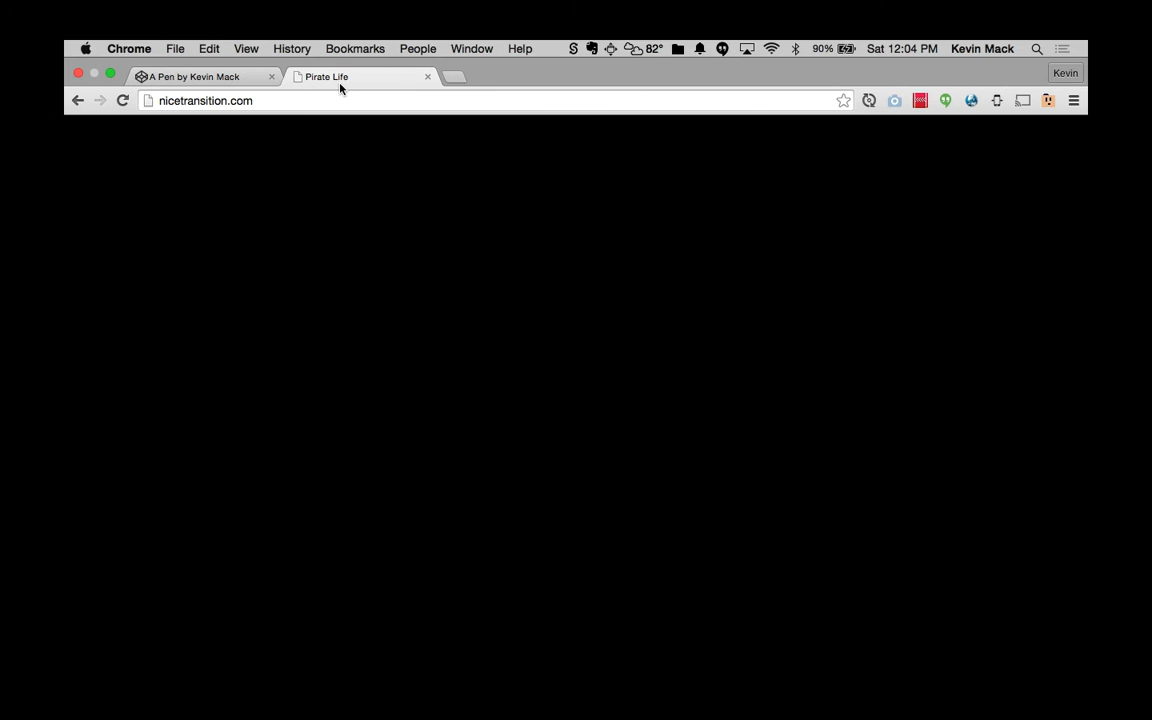 Chrome File Edit View History Bookmarks People Window Help 82° 90% Sat 12:04 PM Kevin Mack
A Pen by Kevin Mack Pirate Life Kevin
nicetransition.com